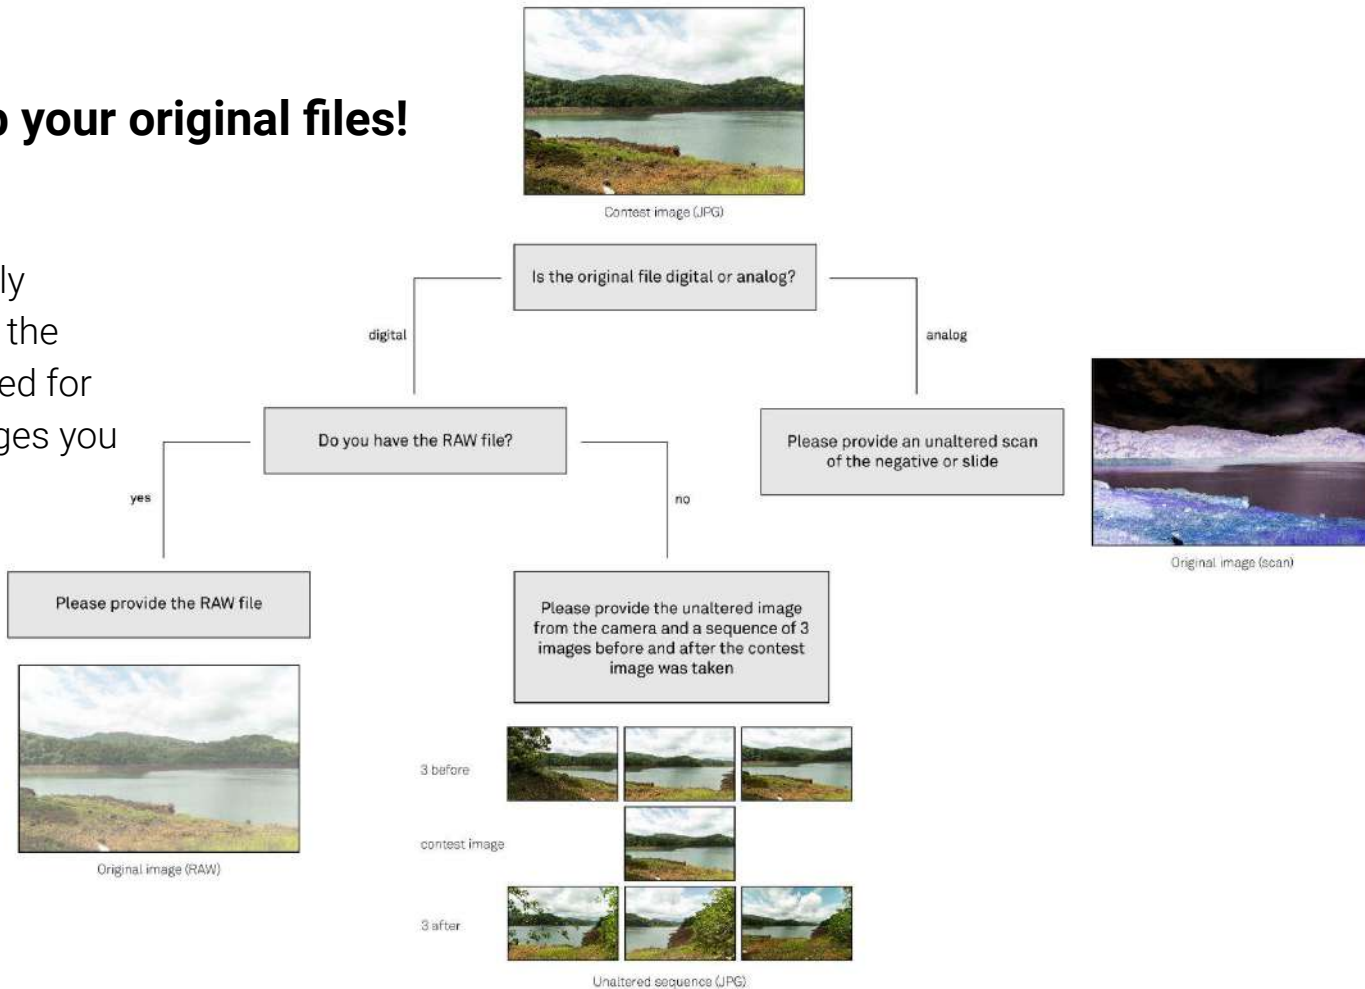 your original files!
ly
the
ed for
ges you
Contest image (JPG)
Is the original file digital or analog?
digital
analog
Do you have the RAW file?
Please provide an unaltered scan
of the negative or slide
yes
no
Original image (scan)
Please provide the RAW file
Please provide the unaltered image
from the camera and a sequence of 3
images before and after the contest
image was taken
3 before
contest image
Original image (RAW)
3 after
Unaltered sequence (JPG)